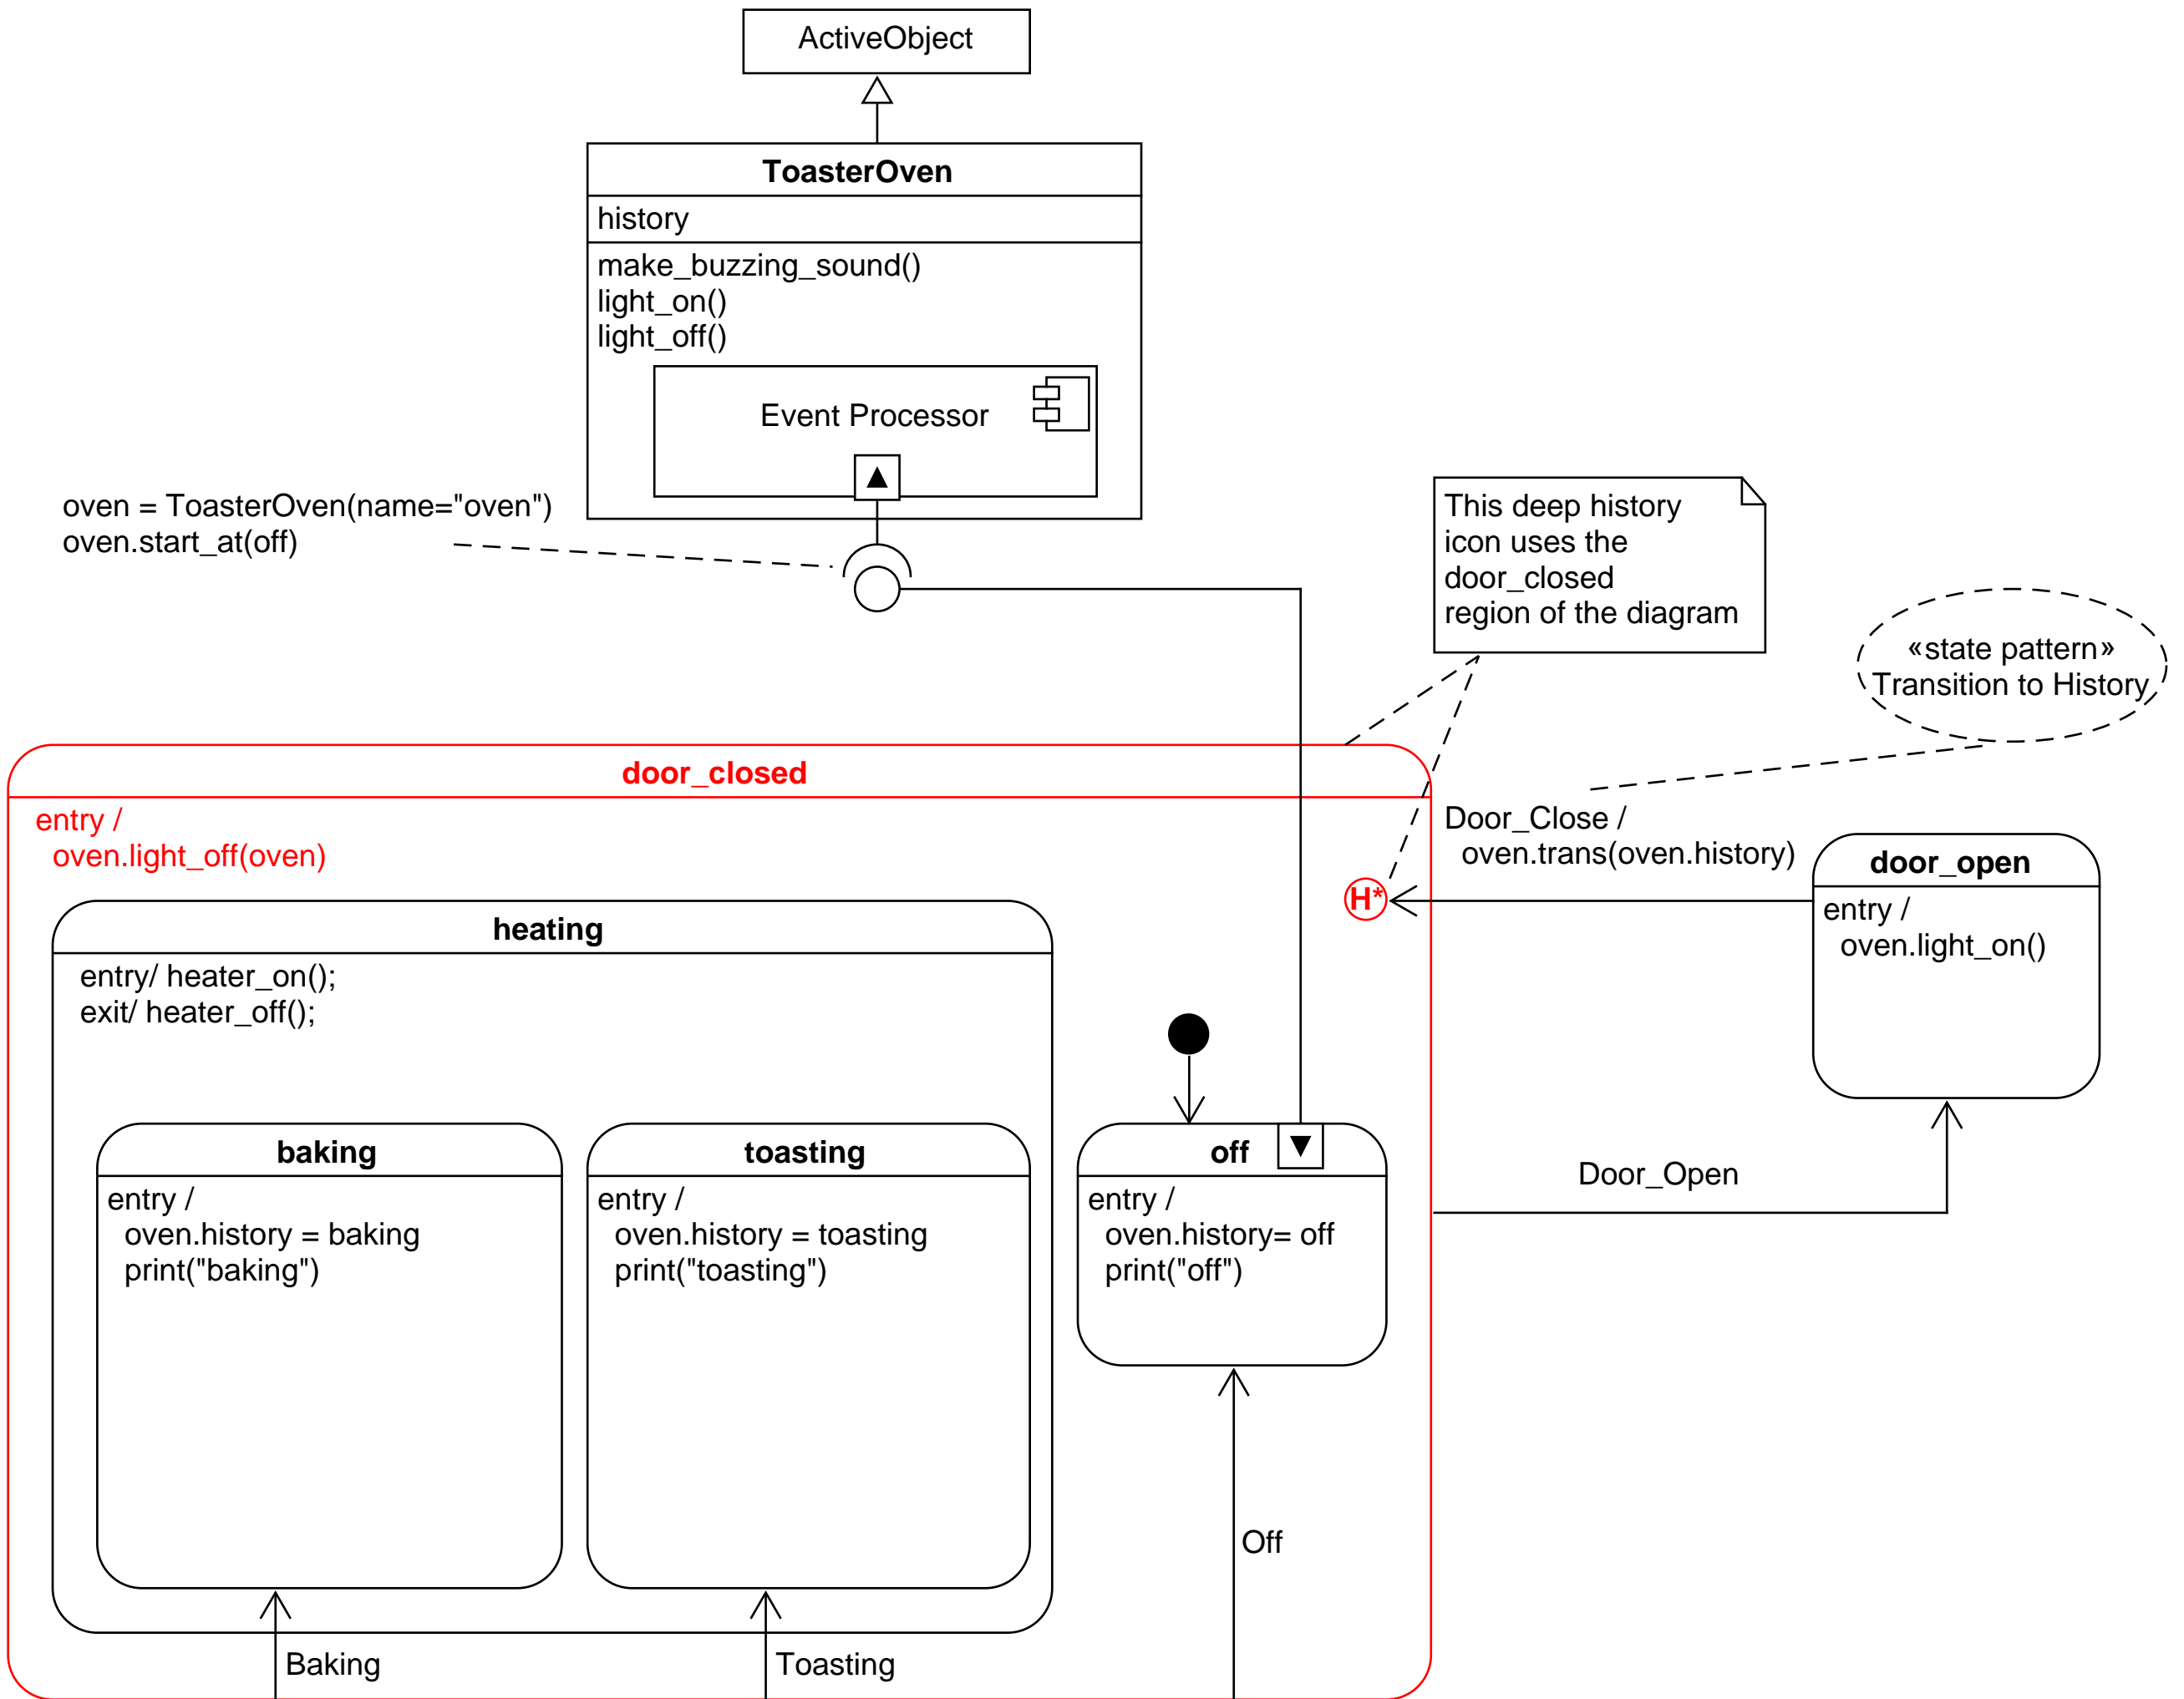 ActiveObject
ToasterOven
history
make_buzzing_sound()
light_on()
light_off()
Event Processor
oven = ToasterOven(name="oven")
oven.start_at(off)
This deep history
icon uses the
door_closed
region of the diagram
«state pattern»
Transition to History
door_closed
entry /
oven.light_off(oven)
Door_Close /
oven.trans(oven.history)
H*
door_open
entry /
oven.light_on()
heating
entry/ heater_on();
exit/ heater_off();
baking
entry /
oven.history = baking
print("baking")
toasting
entry /
oven.history = toasting
print("toasting")
off
entry /
oven.history= off
print("off")
Door_Open
Off
Baking
Toasting